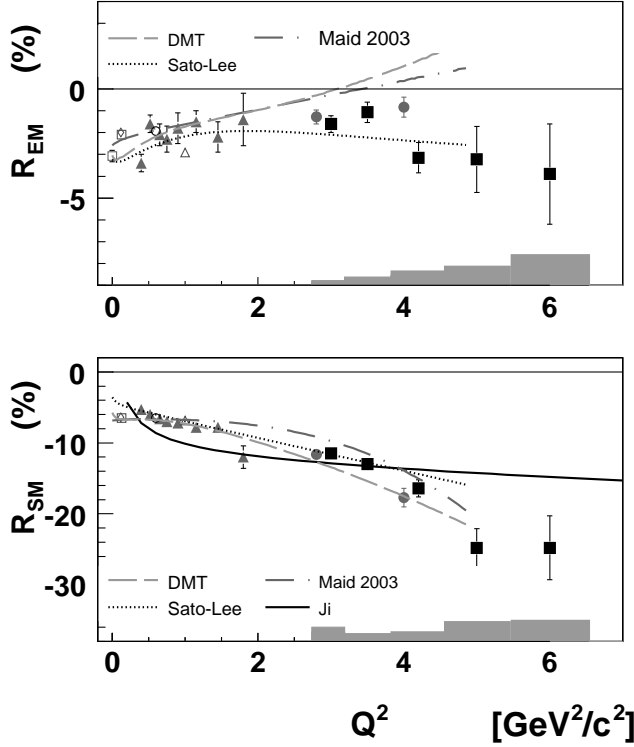 R_EM (%)
DMT
Maid 2003
Sato-Lee
0
-5
0
2
4
6
R_SM (%)
0
-10
-20
-30
DMT
Maid 2003
Sato-Lee
Ji
0
2
4
6
Q^2 [GeV^2/c^2]